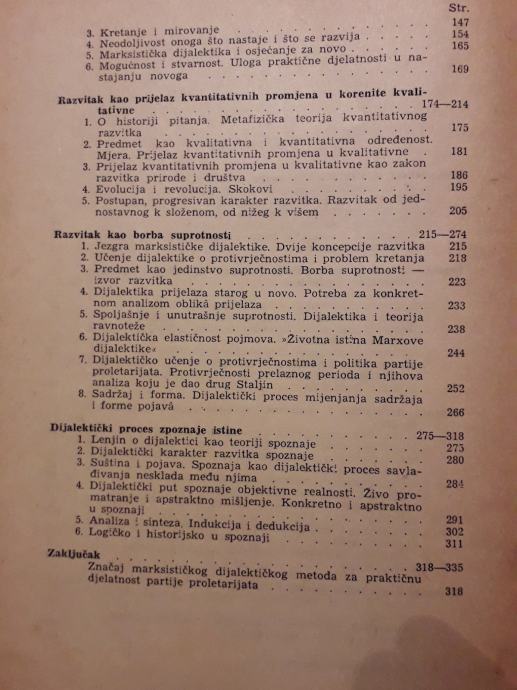 Str.
3. Kretanje i mirovanje . . . . . . . . . . 147
4. Neodoljivost onoga što nastaje i što se razvija . . . . . 154
5. Marksistička dijalektika i osjećanje za novo . . . . . 165
6. Mogućnost i stvarnost. Uloga praktične djelatnosti u na-
stajanju novoga . . . . . . . . . . . 169
Razvitak kao prijelaz kvantitativnih promjena u korenite kvali-
tativne . . . . . . . . . . . 174—214
1. O historiji pitanja. Metafizička teorija kvantitativnog
razvitka . . . . . . . . . . . 175
2. Predmet kao kvalitativna i kvantitativna određenost.
Mjera. Prijelaz kvantitativnih promjena u kvalitativne . 181
3. Prijelaz kvantitativnih promjena u kvalitativne kao zakon
razvitka prirode i društva . . . . . . . . 186
4. Evolucija i revolucija. Skokovi . . . . . . . 195
5. Postupan, progresivan karakter razvitka. Razvitak od jed-
nostavnog k složenom, od nižeg k višem . . . . . 205
Razvitak kao borba suprotnosti . . . . . . . 215—274
1. Jezgra marksističke dijalektike. Dvije koncepcije razvitka 215
2. Učenje dijalektike o protivrječnostima i problem kretanja 218
3. Predmet kao jedinstvo suprotnosti. Borba suprotnosti —
izvor razvitka . . . . . . . . . . 223
4. Dijalektika prijelaza starog u novo. Potreba za konkret-
nom analizom oblika prijelaza . . . . . . . 233
5. Spoljašnje i unutrašnje suprotnosti. Dijalektika i teorija
ravnoteže . . . . . . . . . . . 238
6. Dijalektička elastičnost pojmova. »Životna istina Marxove
dijalektike« . . . . . . . . . . . 244
7. Dijalektičko učenje o protivrječnostima i politika partije
proletarijata. Protivrječnosti prelaznog perioda i njihova
analiza koju je dao drug Staljin . . . . . . . 252
8. Sadržaj i forma. Dijalektički proces mijenjanja sadržaja
i forme pojavâ . . . . . . . . . . 266
Dijalektički proces zpoznaje istine . . . . . . 275—318
1. Lenjin o dijalektici kao teoriji spoznaje . . . . . 275
2. Dijalektički karakter razvitka spoznaje . . . . . 280
3. Suština i pojava. Spoznaja kao dijalektički proces savla-
đivanja nesklada među njima . . . . . . . 284
4. Dijalektički put spoznaje objektivne realnosti. Živo pro-
matranje i apstraktno mišljenje. Konkretno i apstraktno
u spoznaji . . . . . . . . . . . 291
5. Analiza i sinteza. Indukcija i dedukcija . . . . . 302
6. Logičko i historijsko u spoznaji . . . . . . . 311
Zaključak . . . . . . . . . . . . 318—335
Značaj marksističkog dijalektičkog metoda za praktičnu
djelatnost partije proletarijata . . . . . . . 318